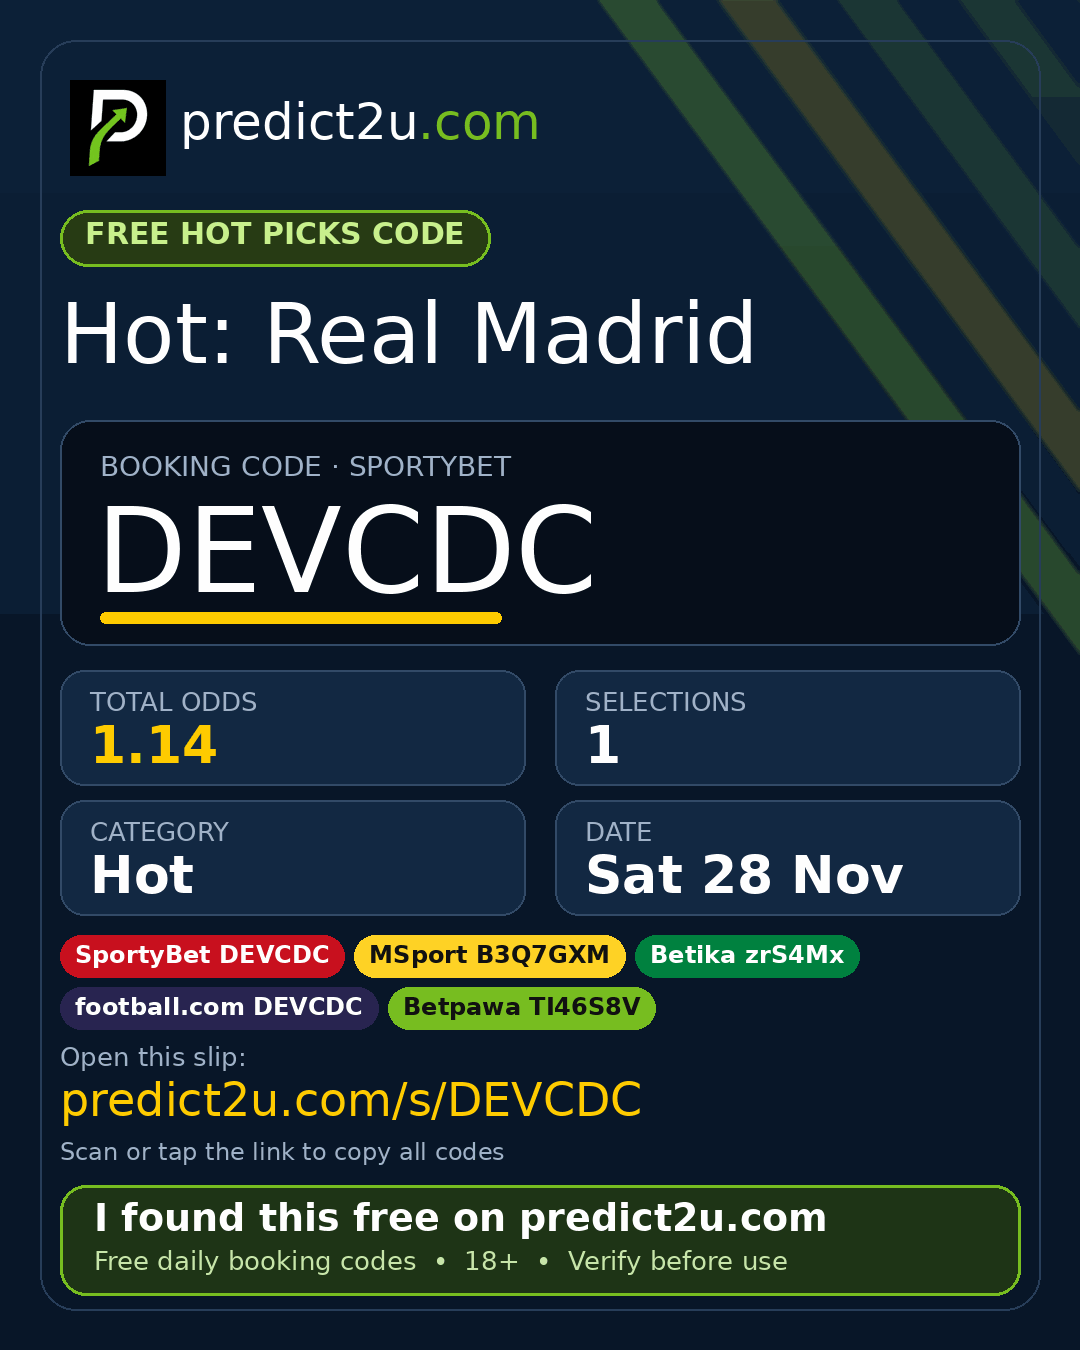 predict2u.com
FREE HOT PICKS CODE
Hot: Real Madrid
BOOKING CODE · SPORTYBET
DEVCDC
TOTAL ODDS
1.14
SELECTIONS
1
CATEGORY
Hot
DATE
Sat 28 Nov
SportyBet DEVCDC
MSport B3Q7GXM
Betika zrS4Mx
football.com DEVCDC
Betpawa TI46S8V
Open this slip:
predict2u.com/s/DEVCDC
Scan or tap the link to copy all codes
I found this free on predict2u.com
Free daily booking codes • 18+ • Verify before use